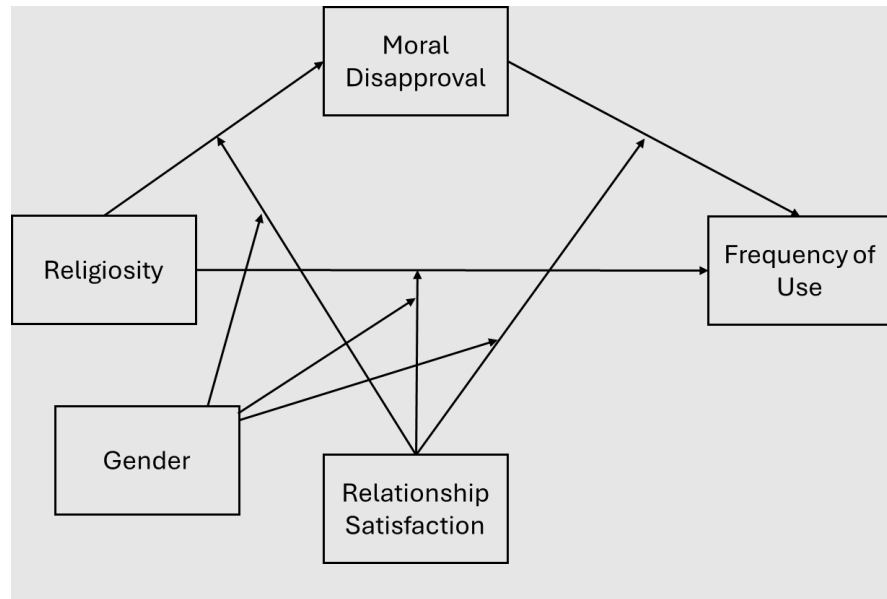 Moral
Disapproval
Religiosity
Frequency of
Use
Gender
Relationship
Satisfaction